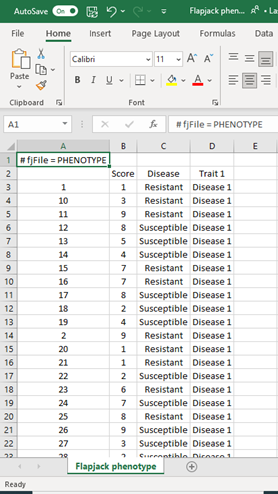 AutoSave On Flapjack phen... La
File Home Insert Page Layout Formulas Data
Paste Calibri 11 A A
B I U A
Clipboard Font
A1 fx # fjFile = PHENOTYPE
A B C D E
1 # fjFile = PHENOTYPE
2 Score Disease Trait 1
3 1 1 Resistant Disease 1
4 10 3 Resistant Disease 1
5 11 9 Resistant Disease 1
6 12 8 Susceptible Disease 1
7 13 5 Susceptible Disease 1
8 14 4 Susceptible Disease 1
9 15 7 Resistant Disease 1
10 16 7 Resistant Disease 1
11 17 8 Susceptible Disease 1
12 18 2 Susceptible Disease 1
13 19 4 Susceptible Disease 1
14 2 9 Resistant Disease 1
15 20 1 Resistant Disease 1
16 21 1 Resistant Disease 1
17 22 2 Susceptible Disease 1
18 23 6 Resistant Disease 1
19 24 7 Susceptible Disease 1
20 25 8 Resistant Disease 1
21 26 9 Susceptible Disease 1
22 27 3 Susceptible Disease 1
23 28 2 Susceptible Disease 1
Flapjack phenotype
Ready